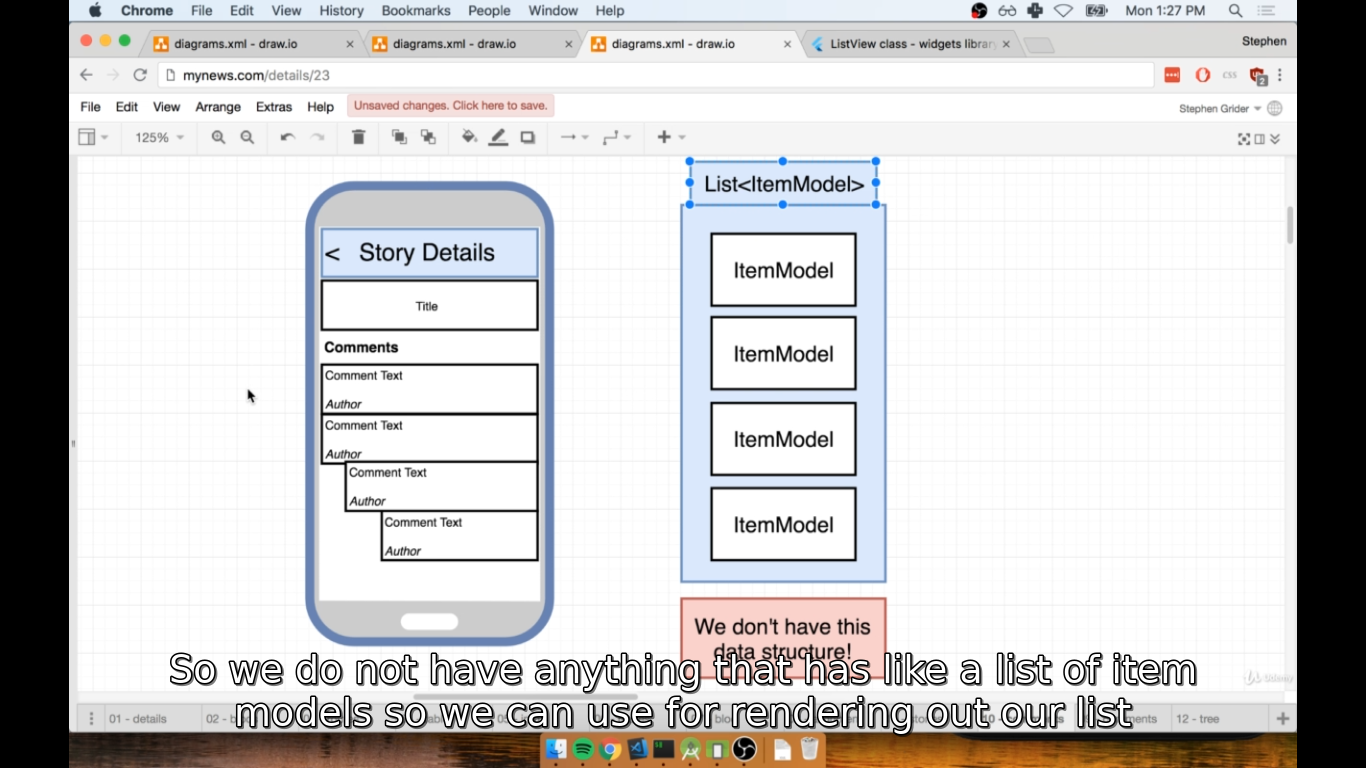 Chrome File Edit View History Bookmarks People Window Help Mon 1:27 PM
diagrams.xml - draw.io diagrams.xml - draw.io diagrams.xml - draw.io ListView class - widgets library Stephen
mynews.com/details/23 CSS 2
File Edit View Arrange Extras Help Unsaved changes. Click here to save. Stephen Grider
125%
List<ItemModel>
< Story Details
Title
Comments
Comment Text
Author
Comment Text
Author
Comment Text
Author
Comment Text
Author
ItemModel
ItemModel
ItemModel
ItemModel
We don't have this
data structure!
So we do not have anything that has like a list of item
models so we can use for rendering out our list
Udemy
01 - details 02 - 12 - tree